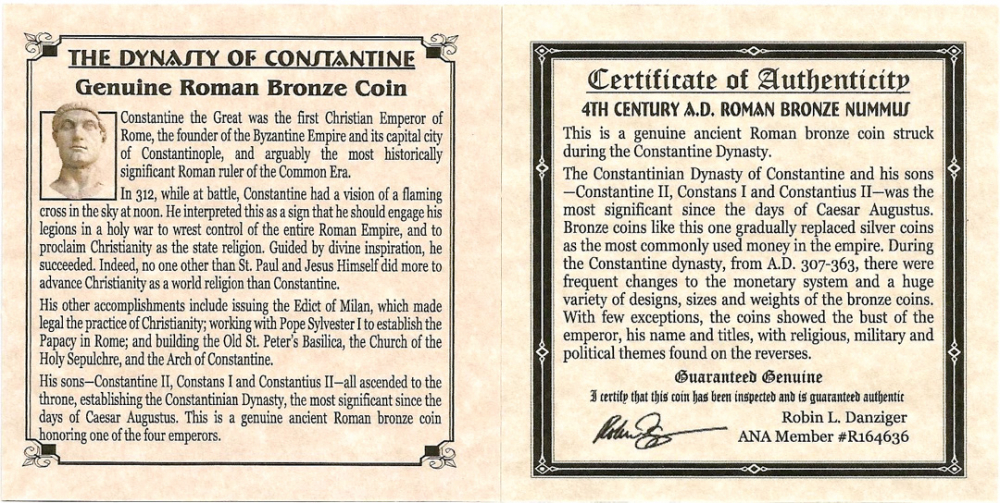 THE DYNASTY OF CONSTANTINE
Genuine Roman Bronze Coin
Constantine the Great was the first Christian Emperor of
Rome, the founder of the Byzantine Empire and its capital city
of Constantinople, and arguably the most historically
significant Roman ruler of the Common Era.
In 312, while at battle, Constantine had a vision of a flaming
cross in the sky at noon. He interpreted this as a sign that he should engage his
legions in a holy war to wrest control of the entire Roman Empire, and to
proclaim Christianity as the state religion. Guided by divine inspiration, he
succeeded. Indeed, no one other than St. Paul and Jesus Himself did more to
advance Christianity as a world religion than Constantine.
His other accomplishments include issuing the Edict of Milan, which made
legal the practice of Christianity; working with Pope Sylvester I to establish the
Papacy in Rome; and building the Old St. Peter's Basilica, the Church of the
Holy Sepulchre, and the Arch of Constantine.
His sons—Constantine II, Constans I and Constantius II—all ascended to the
throne, establishing the Constantinian Dynasty, the most significant since the
days of Caesar Augustus. This is a genuine ancient Roman bronze coin
honoring one of the four emperors.
Certificate of Authenticity
4TH CENTURY A.D. ROMAN BRONZE NUMMUS
This is a genuine ancient Roman bronze coin struck
during the Constantine Dynasty.
The Constantinian Dynasty of Constantine and his sons
—Constantine II, Constans I and Constantius II—was the
most significant since the days of Caesar Augustus.
Bronze coins like this one gradually replaced silver coins
as the most commonly used money in the empire. During
the Constantine dynasty, from A.D. 307-363, there were
frequent changes to the monetary system and a huge
variety of designs, sizes and weights of the bronze coins.
With few exceptions, the coins showed the bust of the
emperor, his name and titles, with religious, military and
political themes found on the reverses.
Guaranteed Genuine
I certify that this coin has been inspected and is guaranteed authentic
Robin L. Danziger
ANA Member #R164636